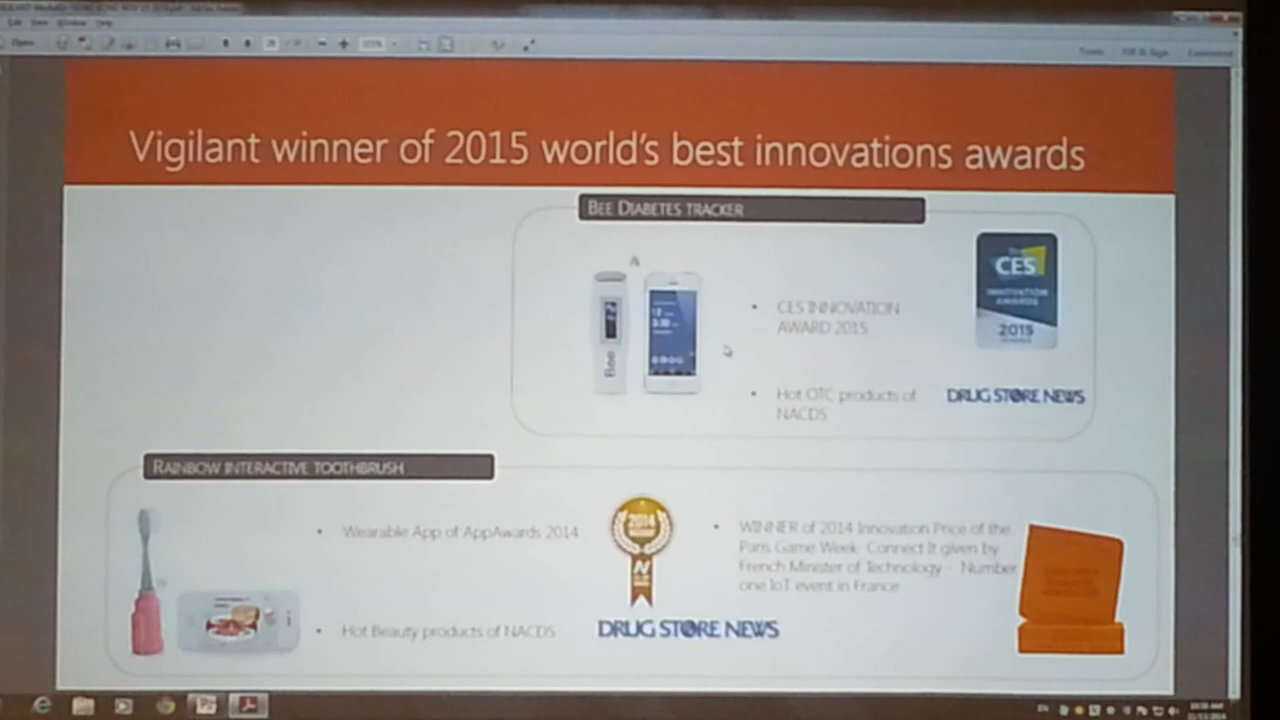 Vigilant winner of 2015 world's best innovations awards
BEE DIABETES TRACKER
CES INNOVATION
AWARD 2015
Hot OTC products of
NACDS
CES
INNOVATION
AWARDS
2015
DRUG STORE NEWS
Bee
RAINBOW INTERACTIVE TOOTHBRUSH
Wearable App of AppAwards 2014
Hot Beauty products of NACDS
2014
DRUG STORE NEWS
WINNER of 2014 Innovation Price of the
Paris Game Week- Connect It given by
French Minister of Technology - Number
one IoT event in France
EN